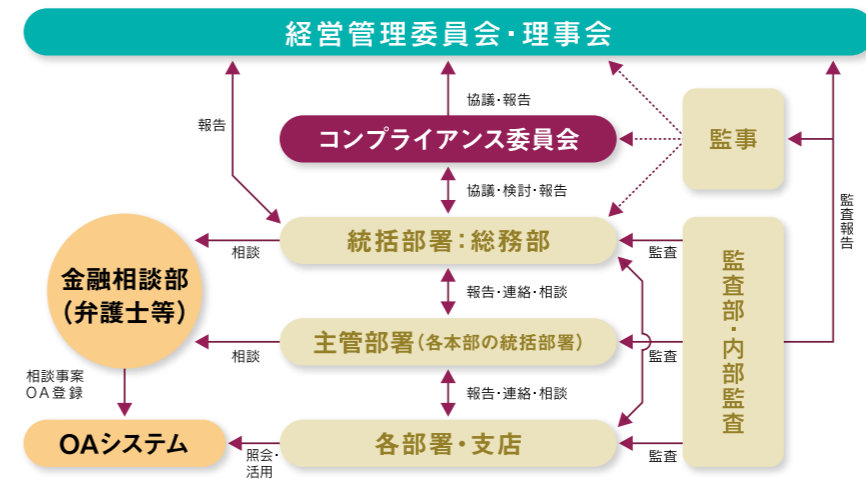 経営管理委員会・理事会
報告
協議・報告
コンプライアンス委員会
監事
協議・検討・報告
監査報告
統括部署：総務部
相談
監査
金融相談部
（弁護士等）
報告・連絡・相談
監査部・内部監査
主管部署（各本部の統括部署）
相談
監査
相談事案
OA登録
報告・連絡・相談
OAシステム
照会・
活用
各部署・支店
監査